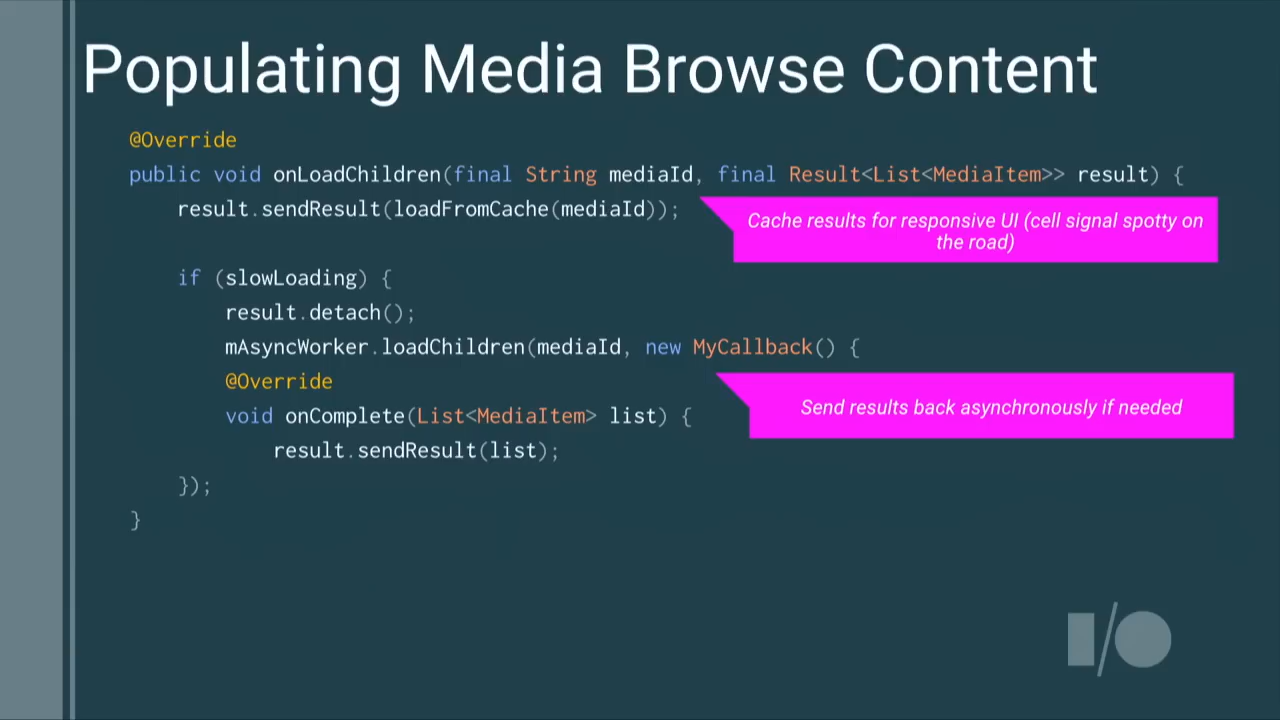 Populating Media Browse Content
@Override
public void onLoadChildren(final String mediaId, final Result<List<MediaItem>> result) {
result.sendResult(loadFromCache(mediaId));
Cache results for responsive UI (cell signal spotty on
the road)
if (slowLoading) {
result.detach();
mAsyncWorker.loadChildren(mediaId, new MyCallback() {
@Override
Send results back asynchronously if needed
void onComplete(List<MediaItem> list) {
result.sendResult(list);
});
}
I/O